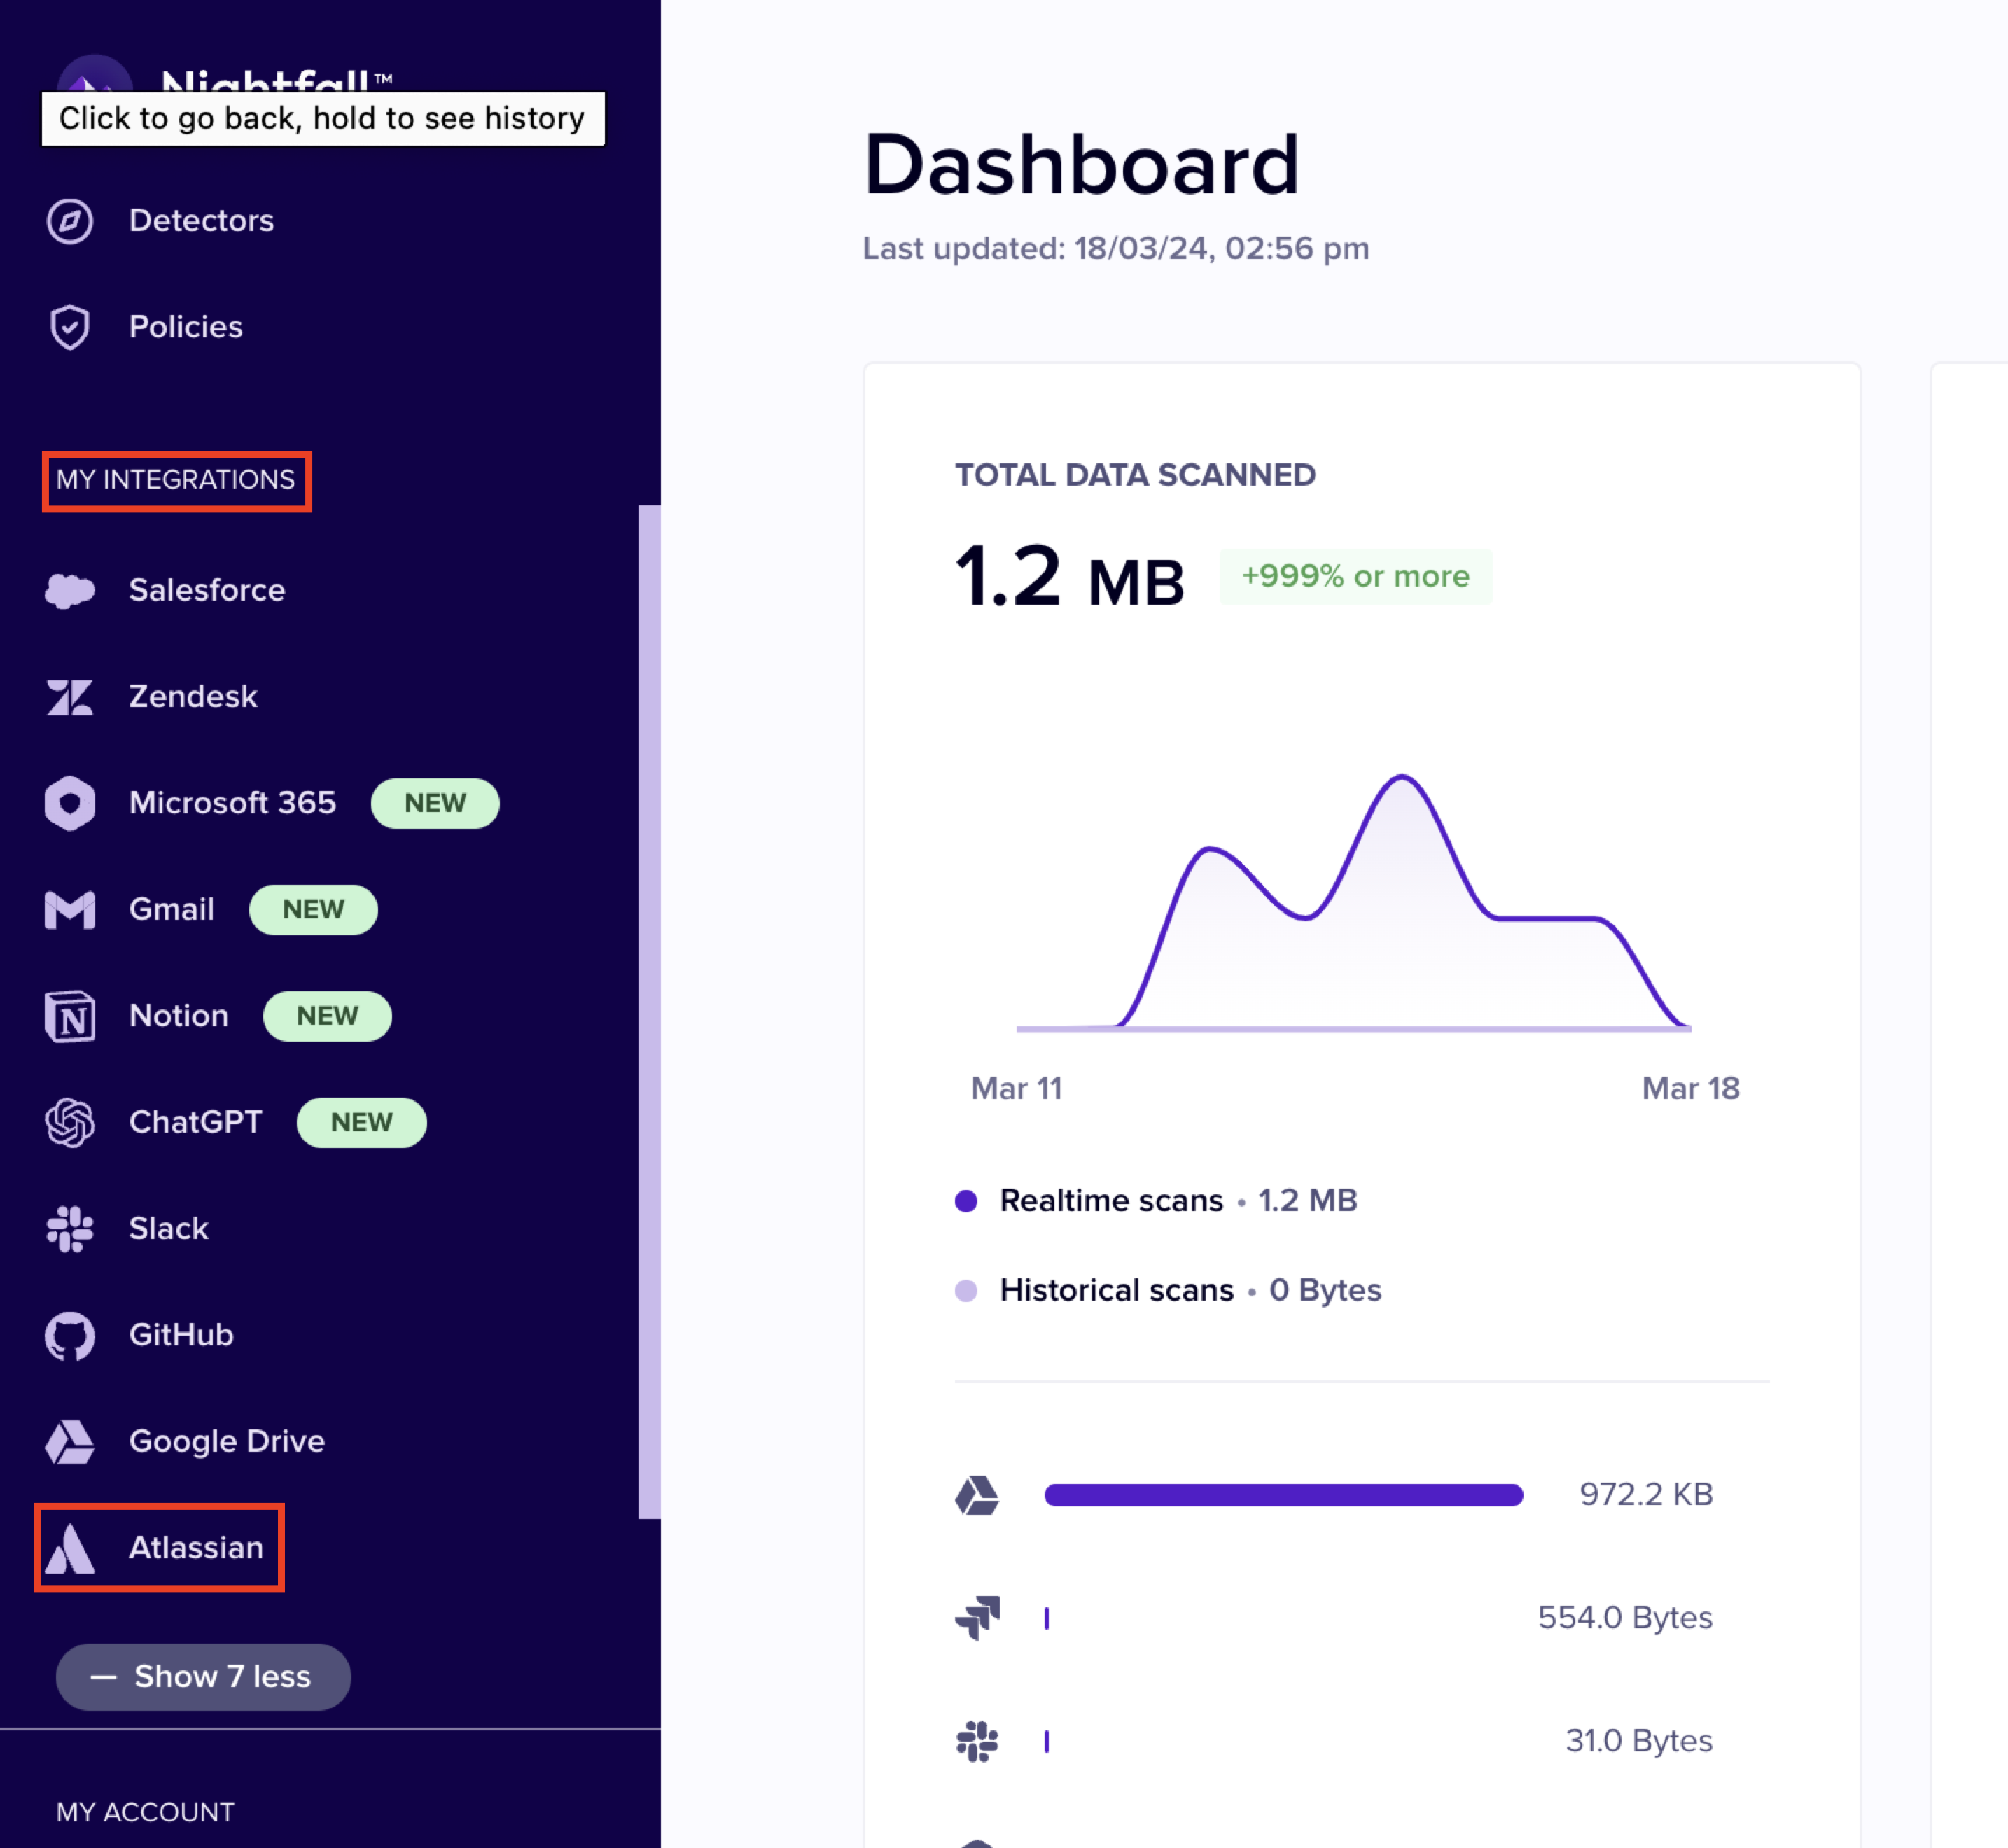 Nightfall™
Click to go back, hold to see history
Detectors
Policies
MY INTEGRATIONS
Salesforce
Zendesk
Microsoft 365 NEW
Gmail NEW
Notion NEW
ChatGPT NEW
Slack
GitHub
Google Drive
Atlassian
— Show 7 less
MY ACCOUNT
Dashboard
Last updated: 18/03/24, 02:56 pm
TOTAL DATA SCANNED
1.2 MB +999% or more
Mar 11 Mar 18
Realtime scans • 1.2 MB
Historical scans • 0 Bytes
972.2 KB
554.0 Bytes
31.0 Bytes